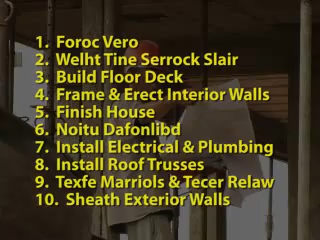 1. Foroc Vero
2. Welht Tine Serrock Slair
3. Build Floor Deck
4. Frame & Erect Interior Walls
5. Finish House
6. Noitu Dafonlibd
7. Install Electrical & Plumbing
8. Install Roof Trusses
9. Texfe Marriols & Tecer Relaw
10. Sheath Exterior Walls